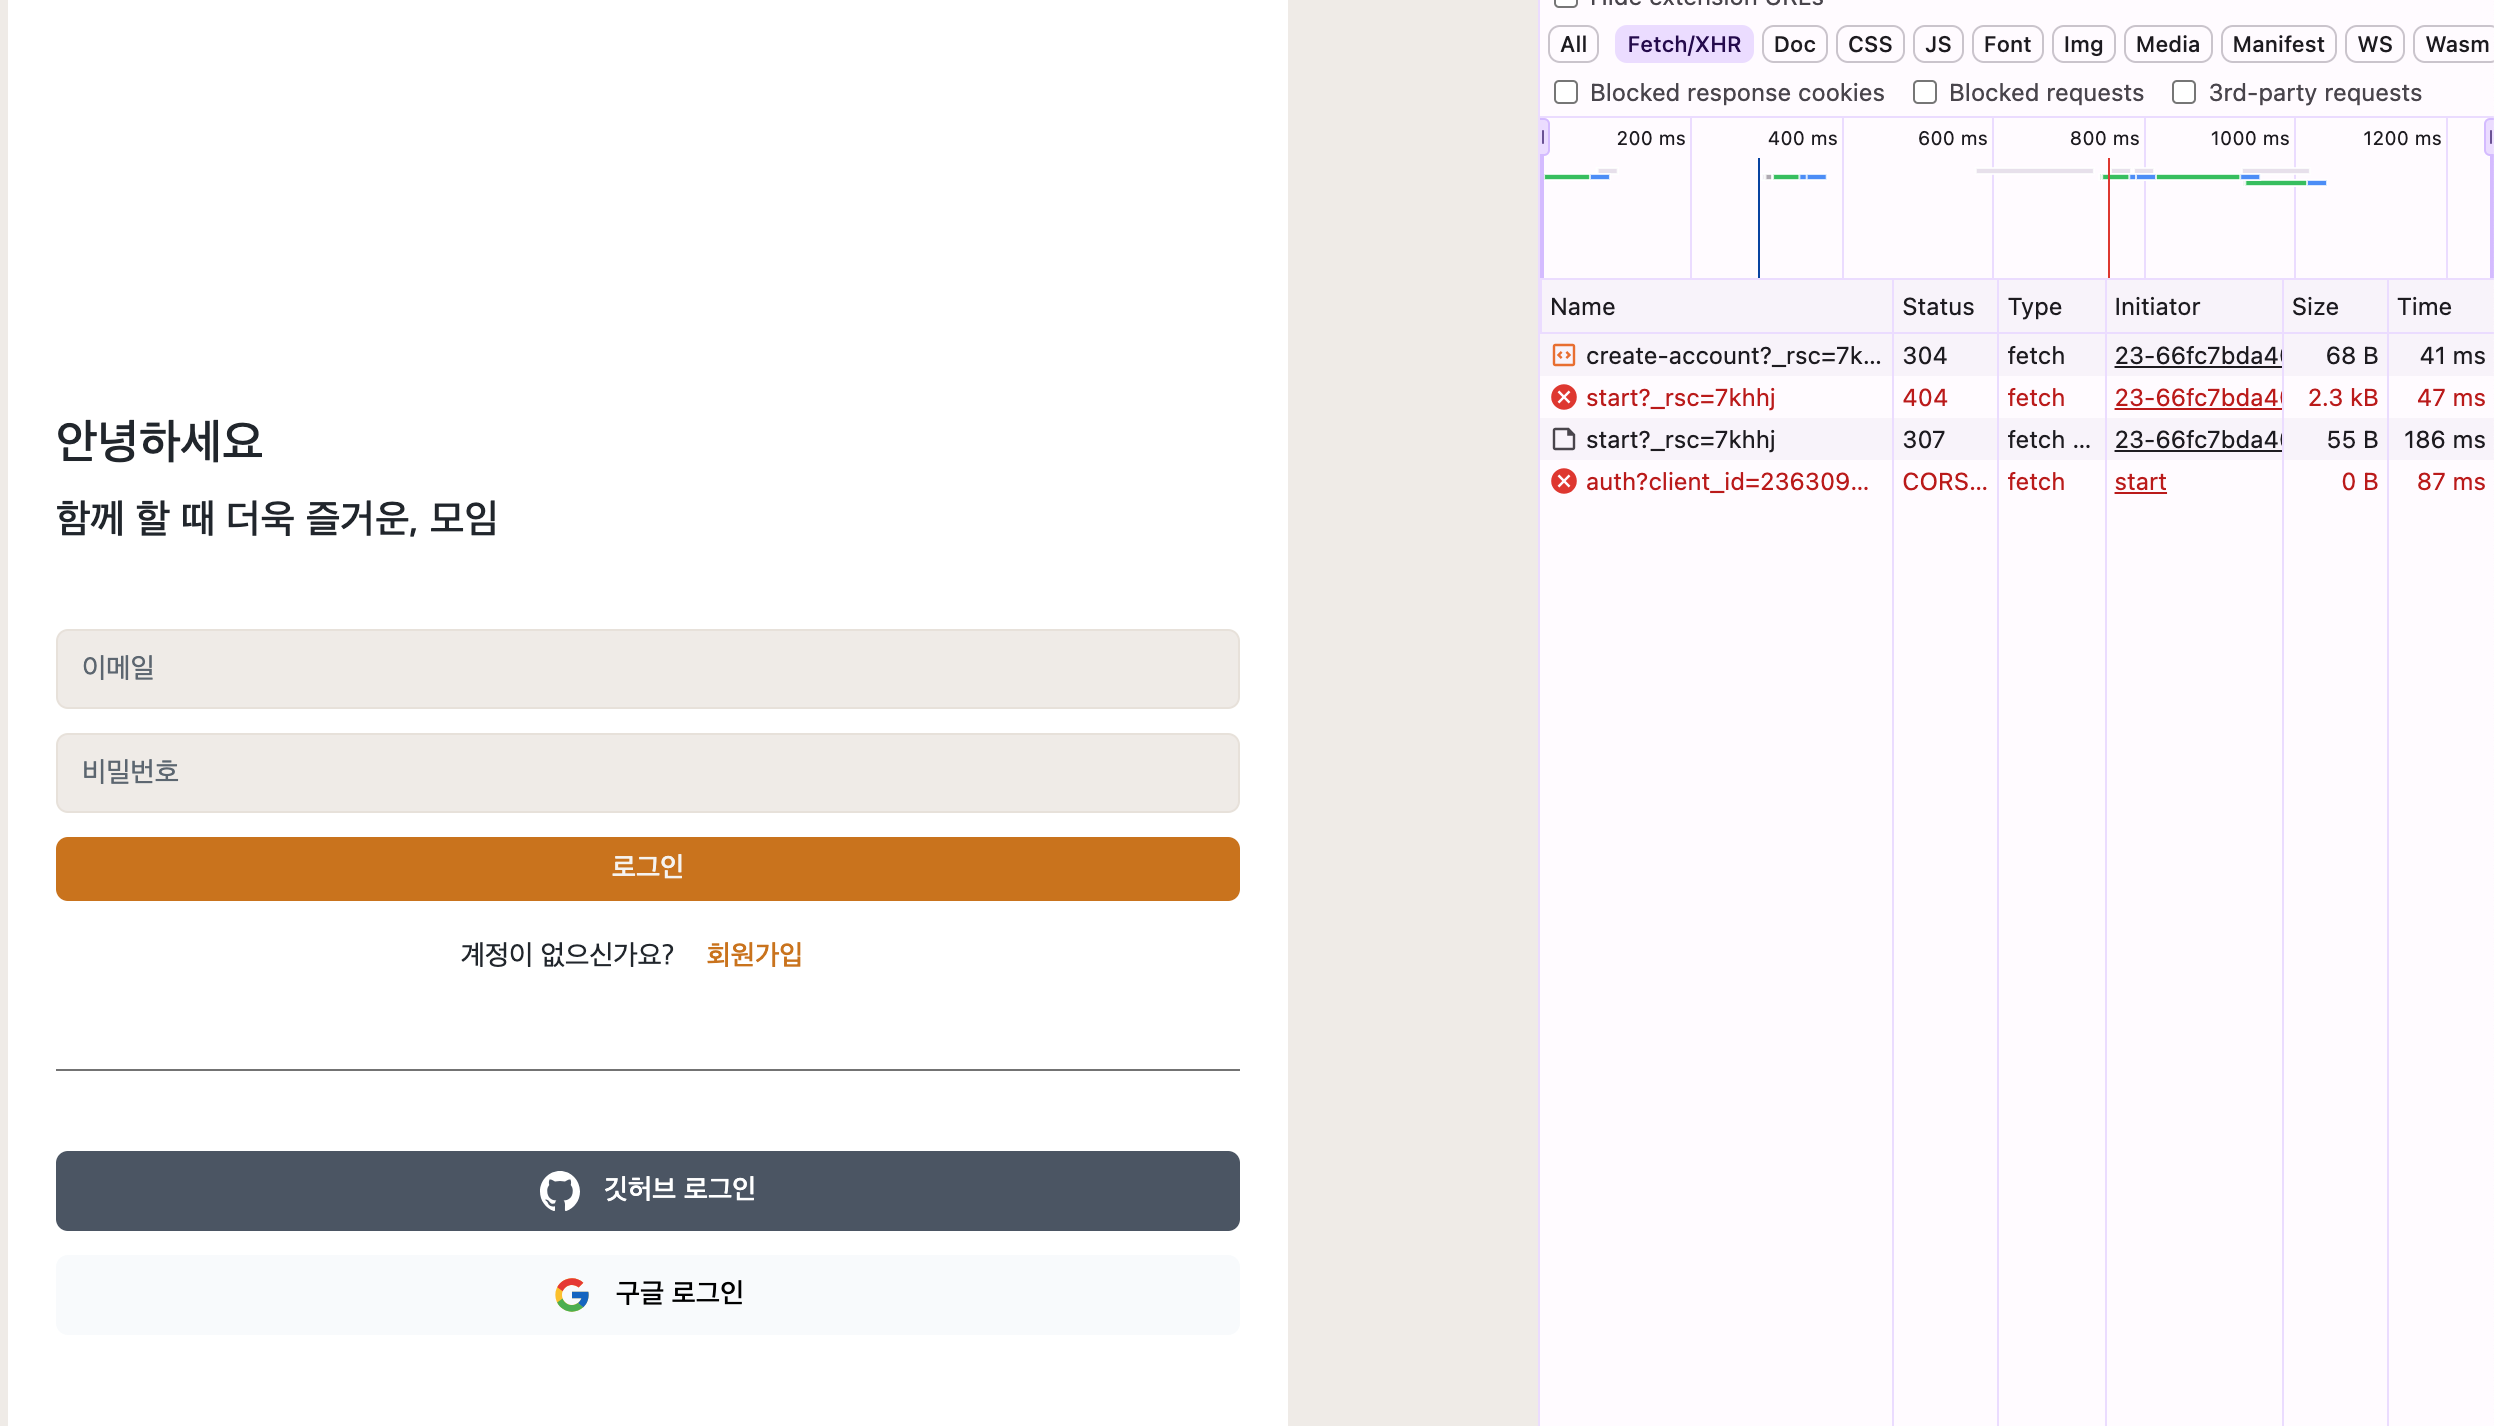 안녕하세요
함께 할 때 더욱 즐거운, 모임
이메일
비밀번호
로그인
계정이 없으신가요? 회원가입
깃허브 로그인
구글 로그인
Hide extension URLs
All Fetch/XHR Doc CSS JS Font Img Media Manifest WS Wasm
Blocked response cookies Blocked requests 3rd-party requests
200 ms 400 ms 600 ms 800 ms 1000 ms 1200 ms
Name Status Type Initiator Size Time
create-account?_rsc=7k... 304 fetch 23-66fc7bda4 68 B 41 ms
start?_rsc=7khhj 404 fetch 23-66fc7bda4 2.3 kB 47 ms
start?_rsc=7khhj 307 fetch ... 23-66fc7bda4 55 B 186 ms
auth?client_id=236309... CORS... fetch start 0 B 87 ms